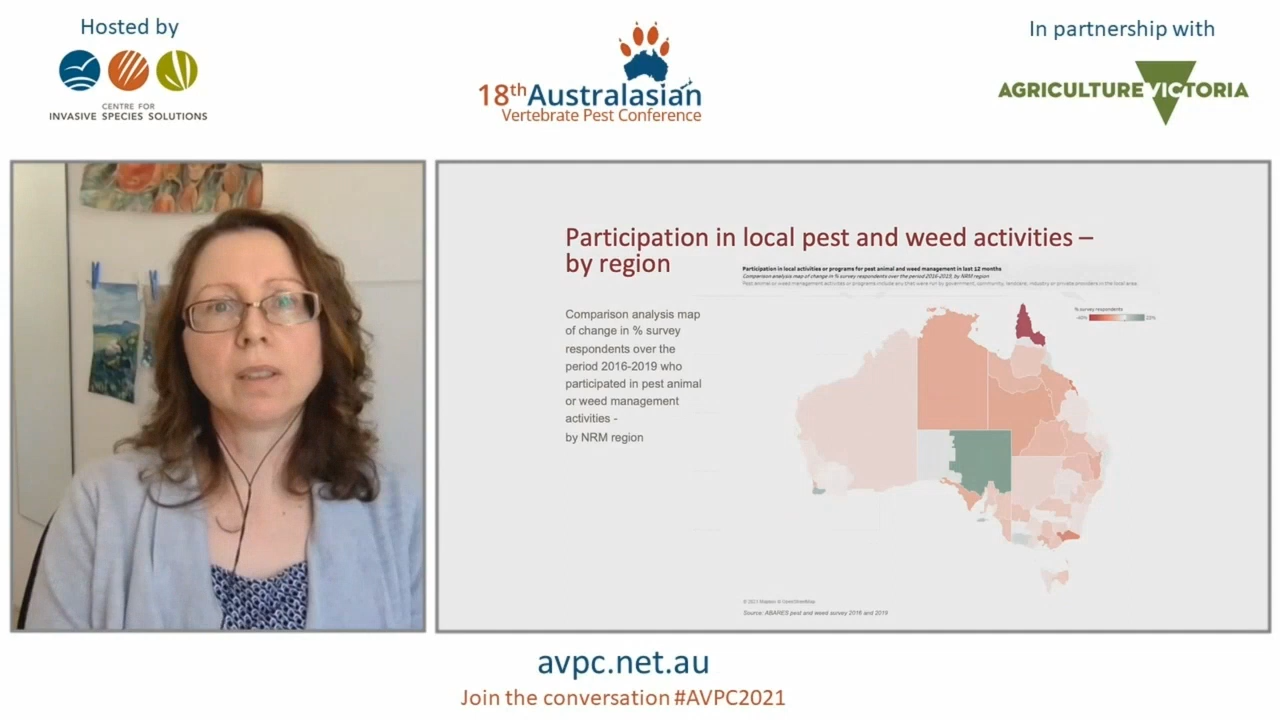 Hosted by
CENTRE FOR
INVASIVE SPECIES SOLUTIONS
18th Australasian
Vertebrate Pest Conference
In partnership with
AGRICULTURE VICTORIA
Participation in local pest and weed activities –
by region
Comparison analysis map
of change in % survey
respondents over the
period 2016-2019 who
participated in pest animal
or weed management
activities -
by NRM region
Participation in local activities or programs for pest animal and weed management in last 12 months
Comparison analysis map of change in % survey respondents over the period 2016-2019, by NRM region
% survey respondents
Source: ABARES pest and weed survey 2016 and 2019
avpc.net.au
Join the conversation #AVPC2021